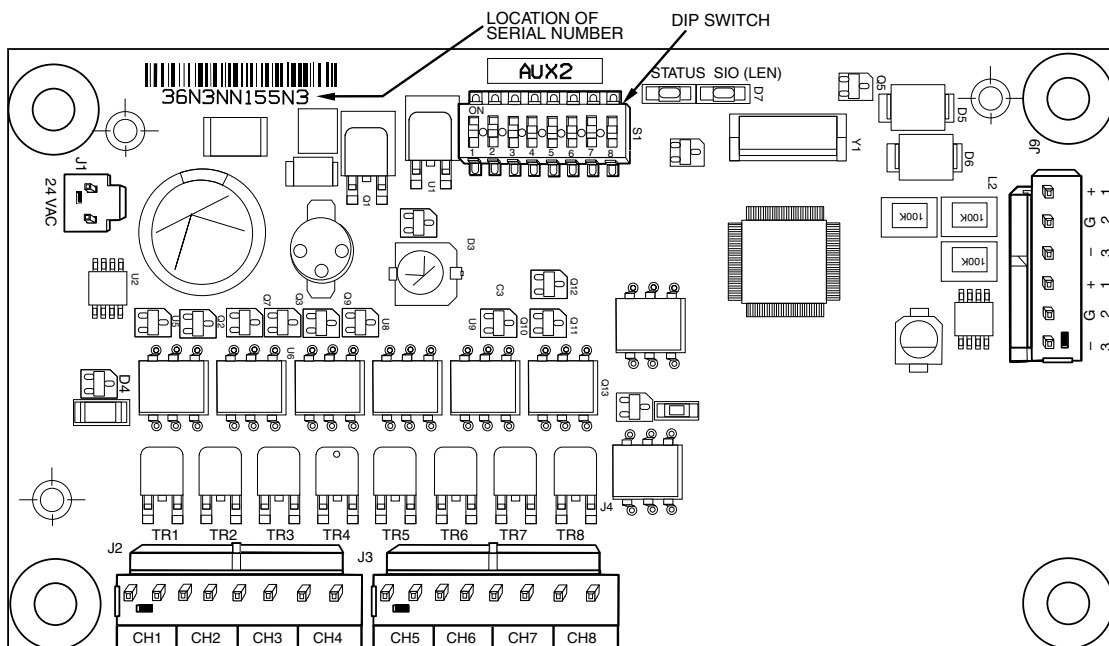 LOCATION OF
SERIAL NUMBER
DIP SWITCH
AUX2
STATUS SIO (LEN)
36N3NN155N3
ON
1 2 3 4 5 6 7 8
S1
D7
Q5
D5
D6
Y1
J9
J1
24 VAC
Q1
U1
L2
100K
100K
100K
+ 1
G 2
– 3
+ 1
G 2
– 3
D3
U2
C3
Q12
U5
Q2
Q7
Q3
Q9
U8
U9
Q10
Q11
U6
D4
Q13
J4
TR1 TR2 TR3 TR4 TR5 TR6 TR7 TR8
J2
J3
CH1 CH2 CH3 CH4 CH5 CH6 CH7 CH8